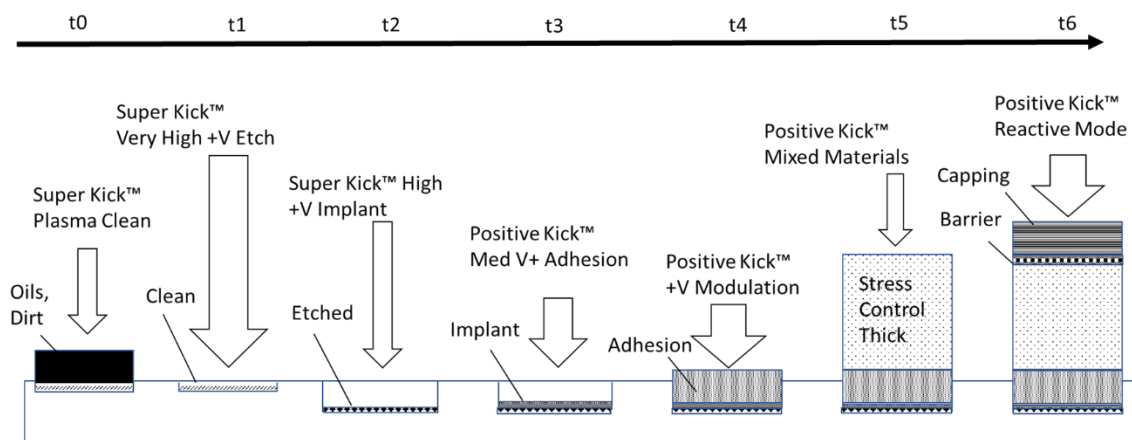 t0
t1
t2
t3
t4
t5
t6
Super Kick™
Plasma Clean
Oils,
Dirt
Super Kick™
Very High +V Etch
Clean
Super Kick™ High
+V Implant
Etched
Positive Kick™
Med V+ Adhesion
Implant
Positive Kick™
+V Modulation
Adhesion
Positive Kick™
Mixed Materials
Stress
Control
Thick
Positive Kick™
Reactive Mode
Capping
Barrier